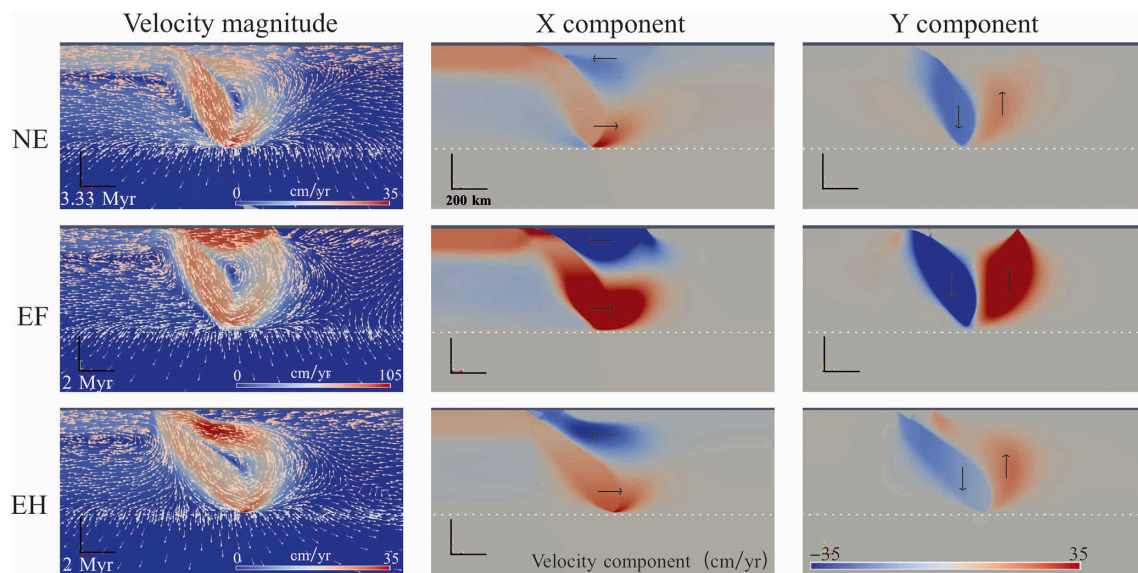 Velocity magnitude X component Y component
NE
0 cm/yr 35
3.33 Myr
200 km
EF
0 cm/yr 105
2 Myr
EH
0 cm/yr 35
2 Myr
Velocity component (cm/yr)
-35 35